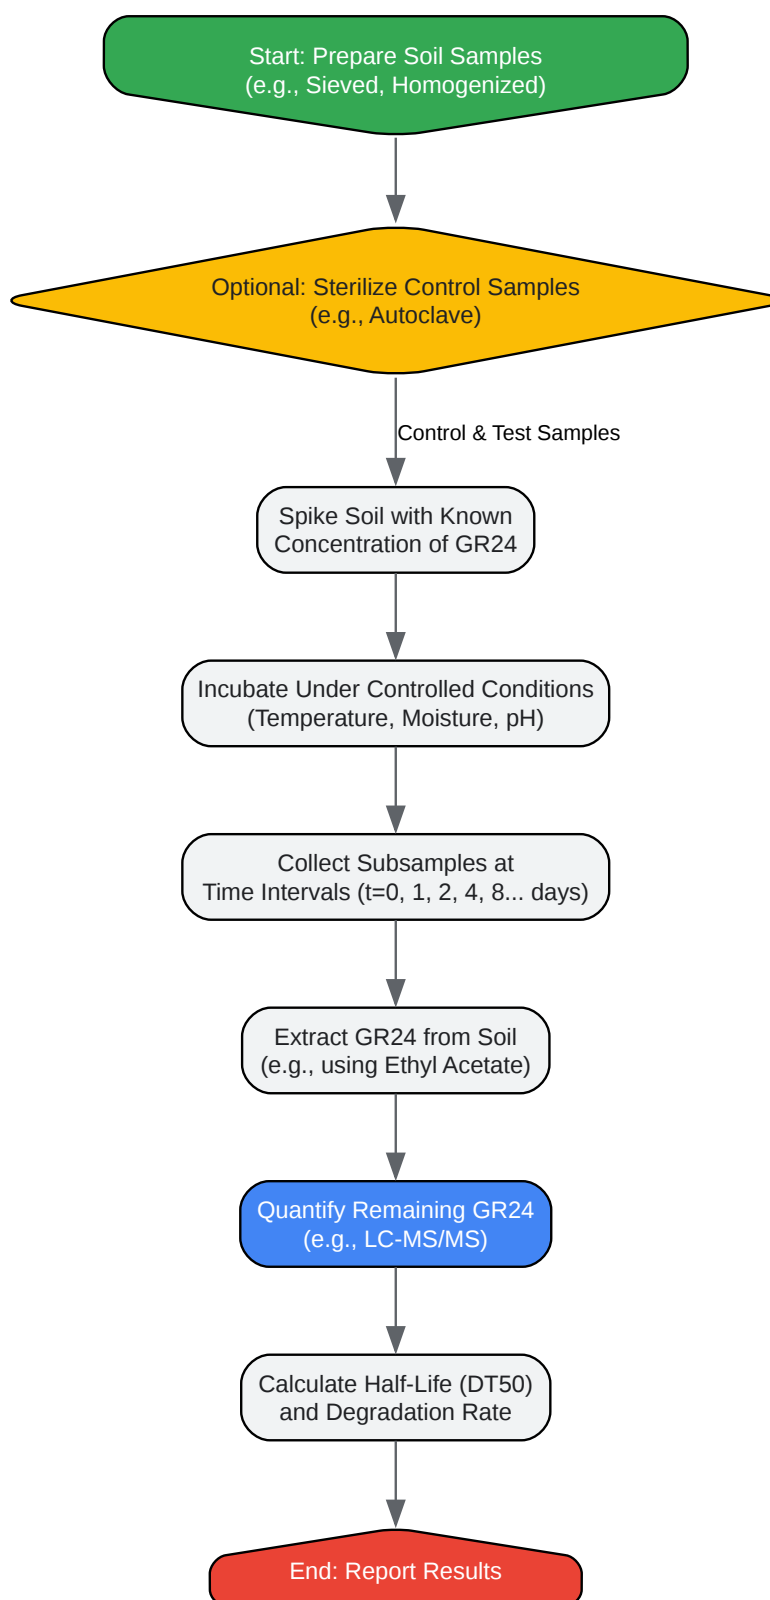 Start: Prepare Soil Samples
(e.g., Sieved, Homogenized)
Optional: Sterilize Control Samples
(e.g., Autoclave)
Control & Test Samples
Spike Soil with Known
Concentration of GR24
Incubate Under Controlled Conditions
(Temperature, Moisture, pH)
Collect Subsamples at
Time Intervals (t=0, 1, 2, 4, 8... days)
Extract GR24 from Soil
(e.g., using Ethyl Acetate)
Quantify Remaining GR24
(e.g., LC-MS/MS)
Calculate Half-Life (DT50)
and Degradation Rate
End: Report Results